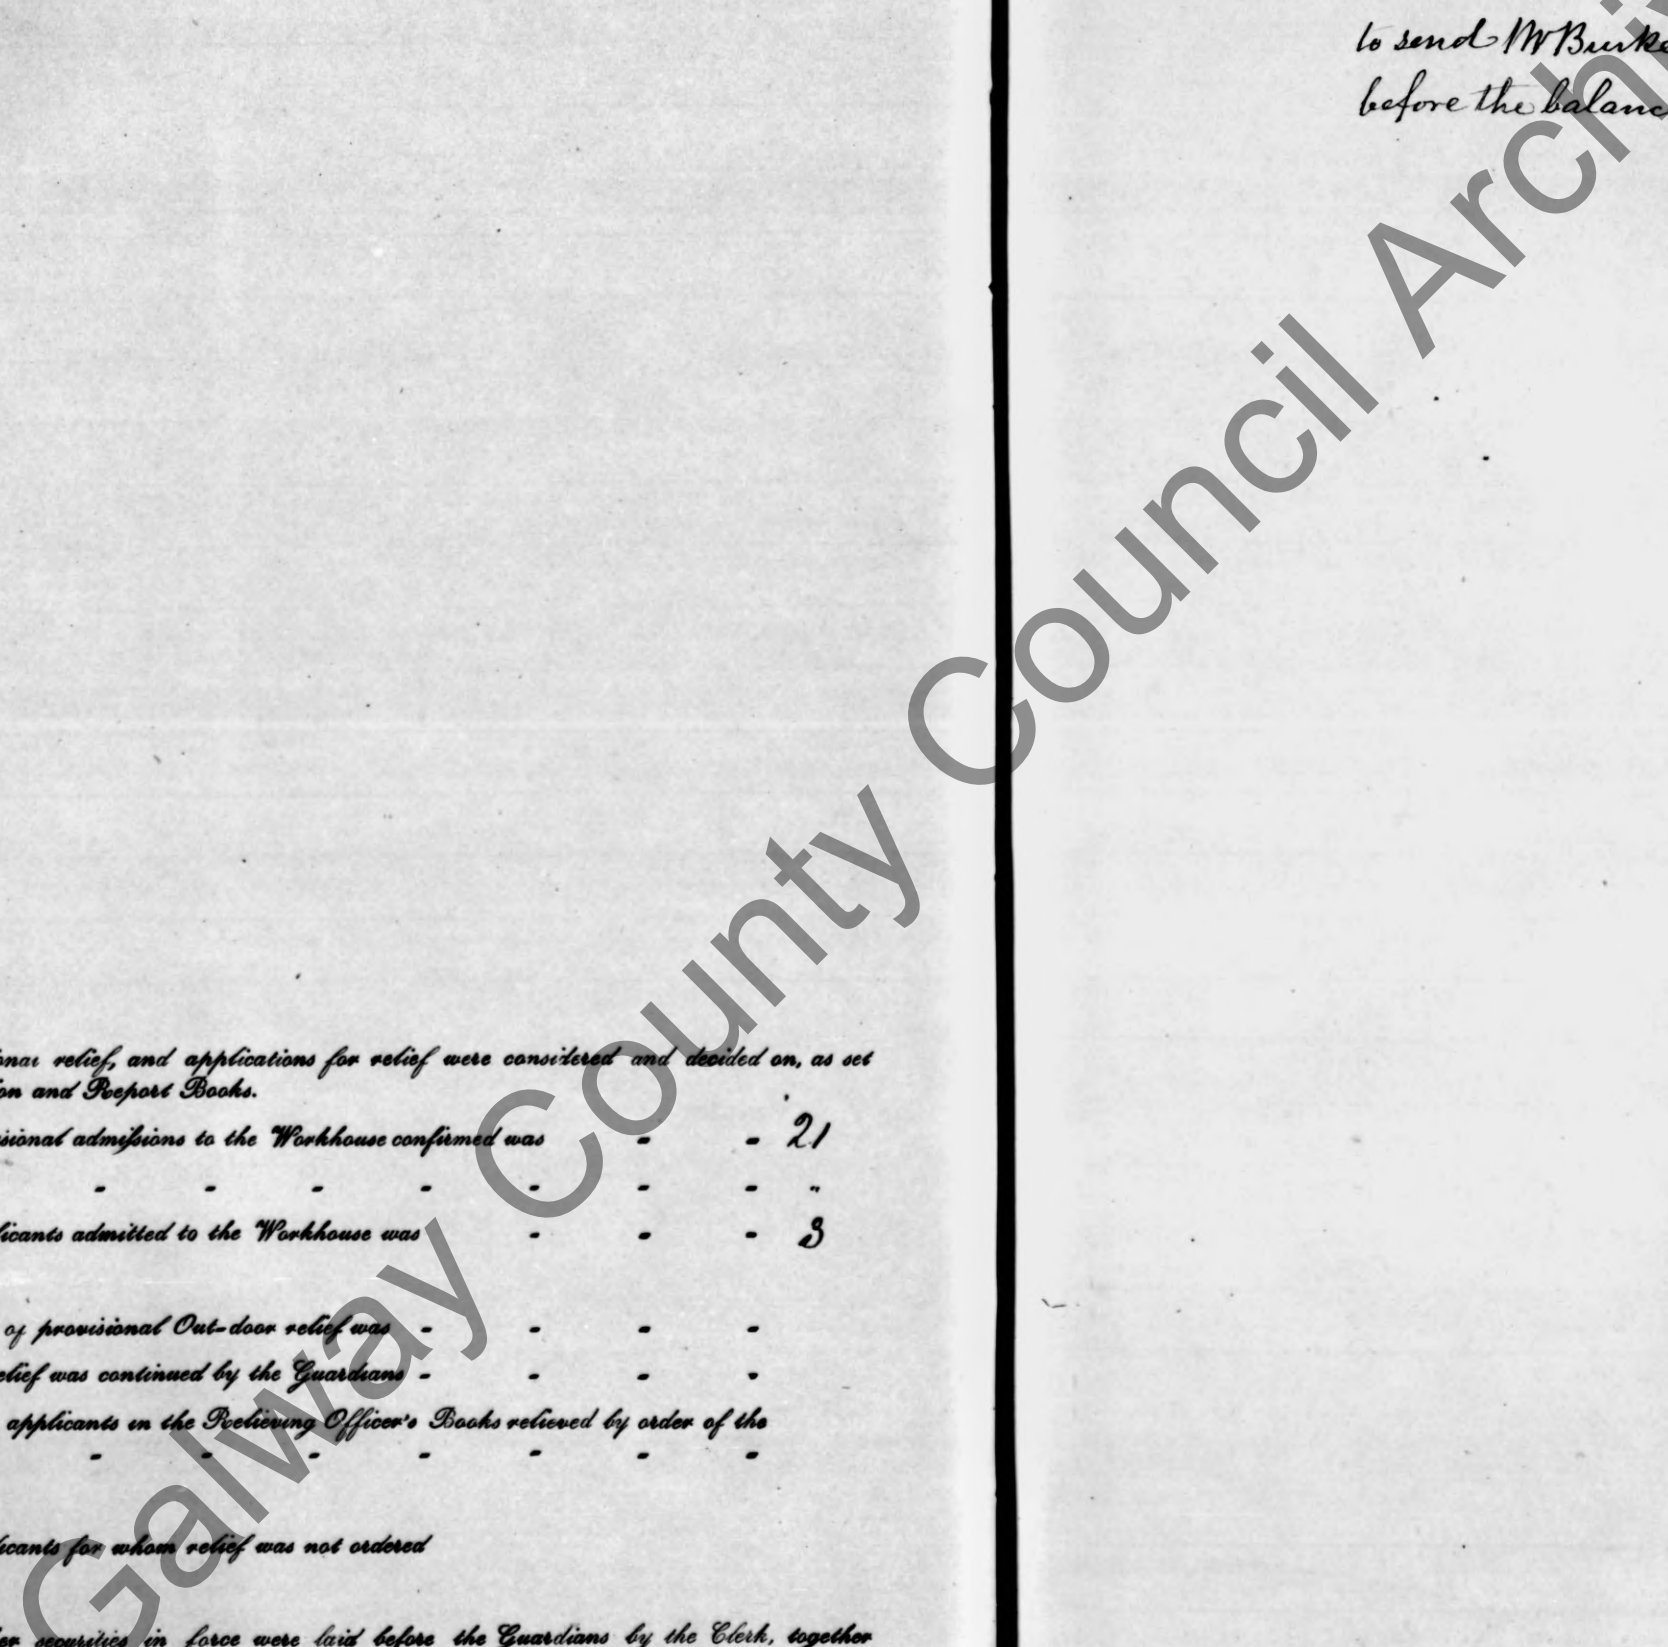 relief, and applications for relief were considered and decided on, as set
on and Report Books.
sional admissions to the Workhouse confirmed was - - 21
- - - - - - - "
licants admitted to the Workhouse was - - - 3
of provisional Out-door relief was - - - -
elief was continued by the Guardians - - - -
applicants in the Relieving Officer's Books relieved by order of the
- - - - - - -
icants for whom relief was not ordered
securities in force were laid before the Guardians by the Clerk, together
to send Mr Burke
before the balanc
Galway County Council Archi